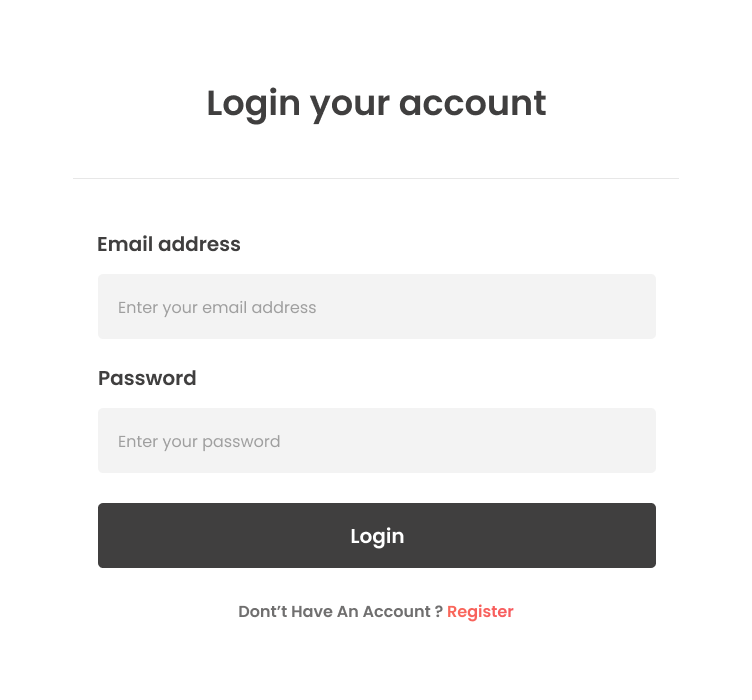 Login your account
Email address
Enter your email address
Password
Enter your password
Login
Dont’t Have An Account ? Register